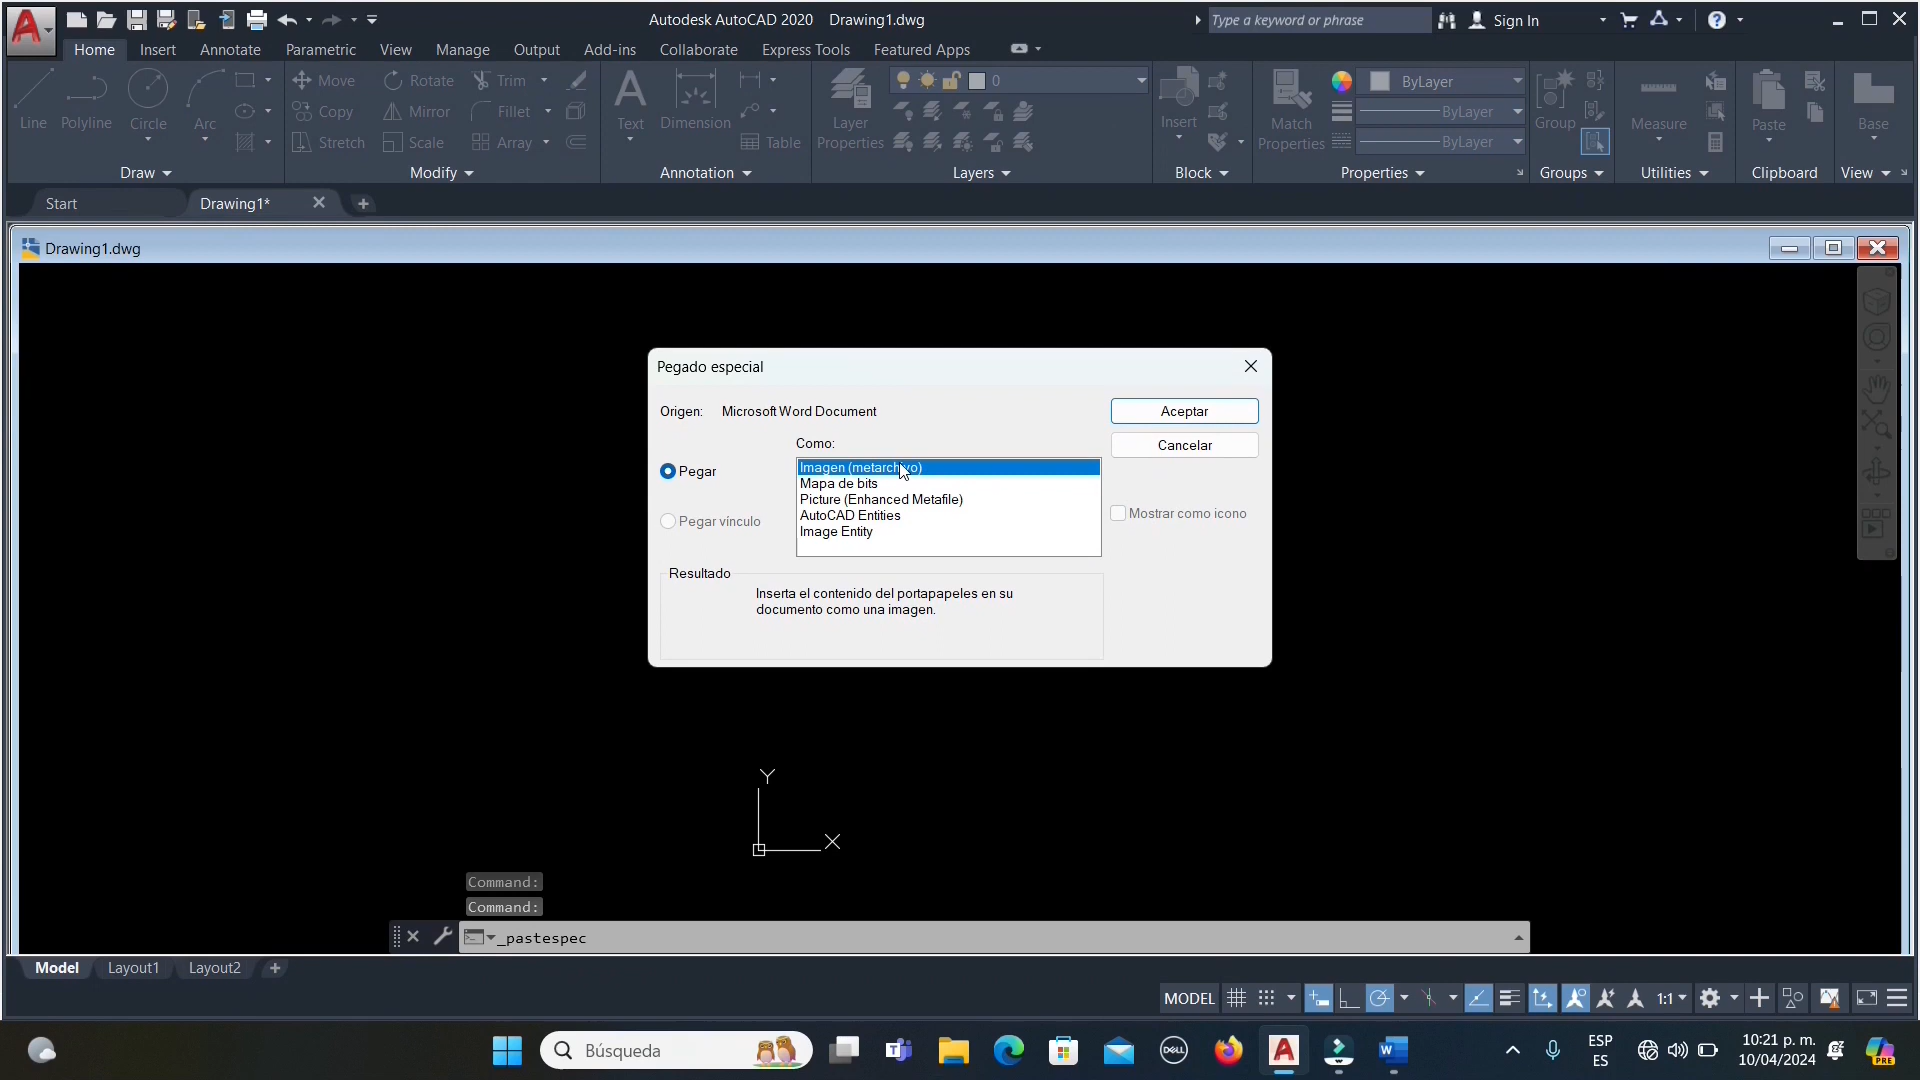 Autodesk AutoCAD 2020 Drawing1.dwg
Type a keyword or phrase
Sign In
Home Insert Annotate Parametric View Manage Output Add-ins Collaborate Express Tools Featured Apps
Line
Polyline
Circle
Arc
Move
Copy
Stretch
Rotate
Mirror
Scale
Trim
Fillet
Array
Text
Dimension
Table
Layer
Properties
0
Insert
Match
Properties
ByLayer
ByLayer
ByLayer
Group
Measure
Paste
Base
Draw Modify Annotation Layers Block Properties Groups Utilities Clipboard View
Start Drawing1*
Drawing1.dwg
Pegado especial
Origen: Microsoft Word Document
Aceptar
Como:
Cancelar
Pegar
Imagen (metarchivo)
Mapa de bits
Picture (Enhanced Metafile)
AutoCAD Entities
Image Entity
Pegar vínculo
Mostrar como icono
Resultado
Inserta el contenido del portapapeles en su
documento como una imagen.
Y
X
Command:
Command:
_pastespec
Model Layout1 Layout2
MODEL
1:1
Búsqueda
DELL
ESP
ES
10:21 p. m.
10/04/2024
PRE